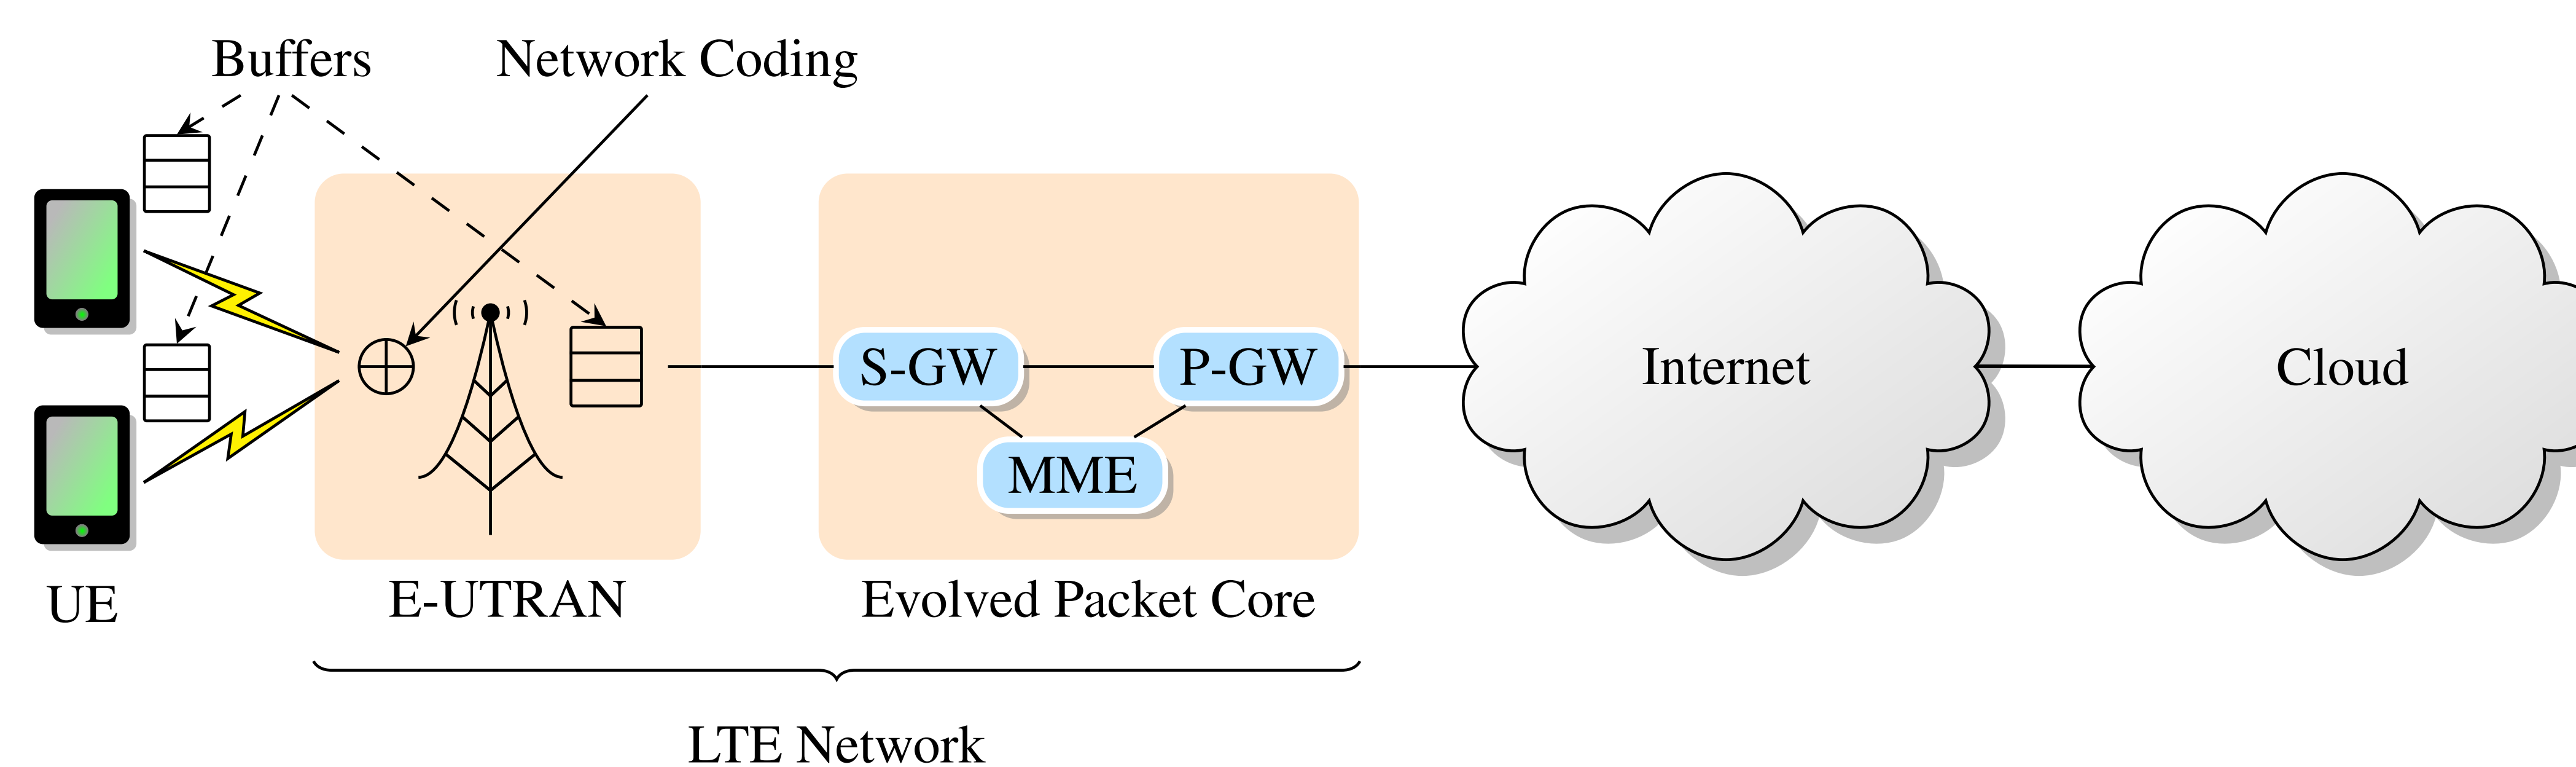 Buffers
Network Coding
S-GW
P-GW
MME
Internet
Cloud
UE
E-UTRAN
Evolved Packet Core
LTE Network